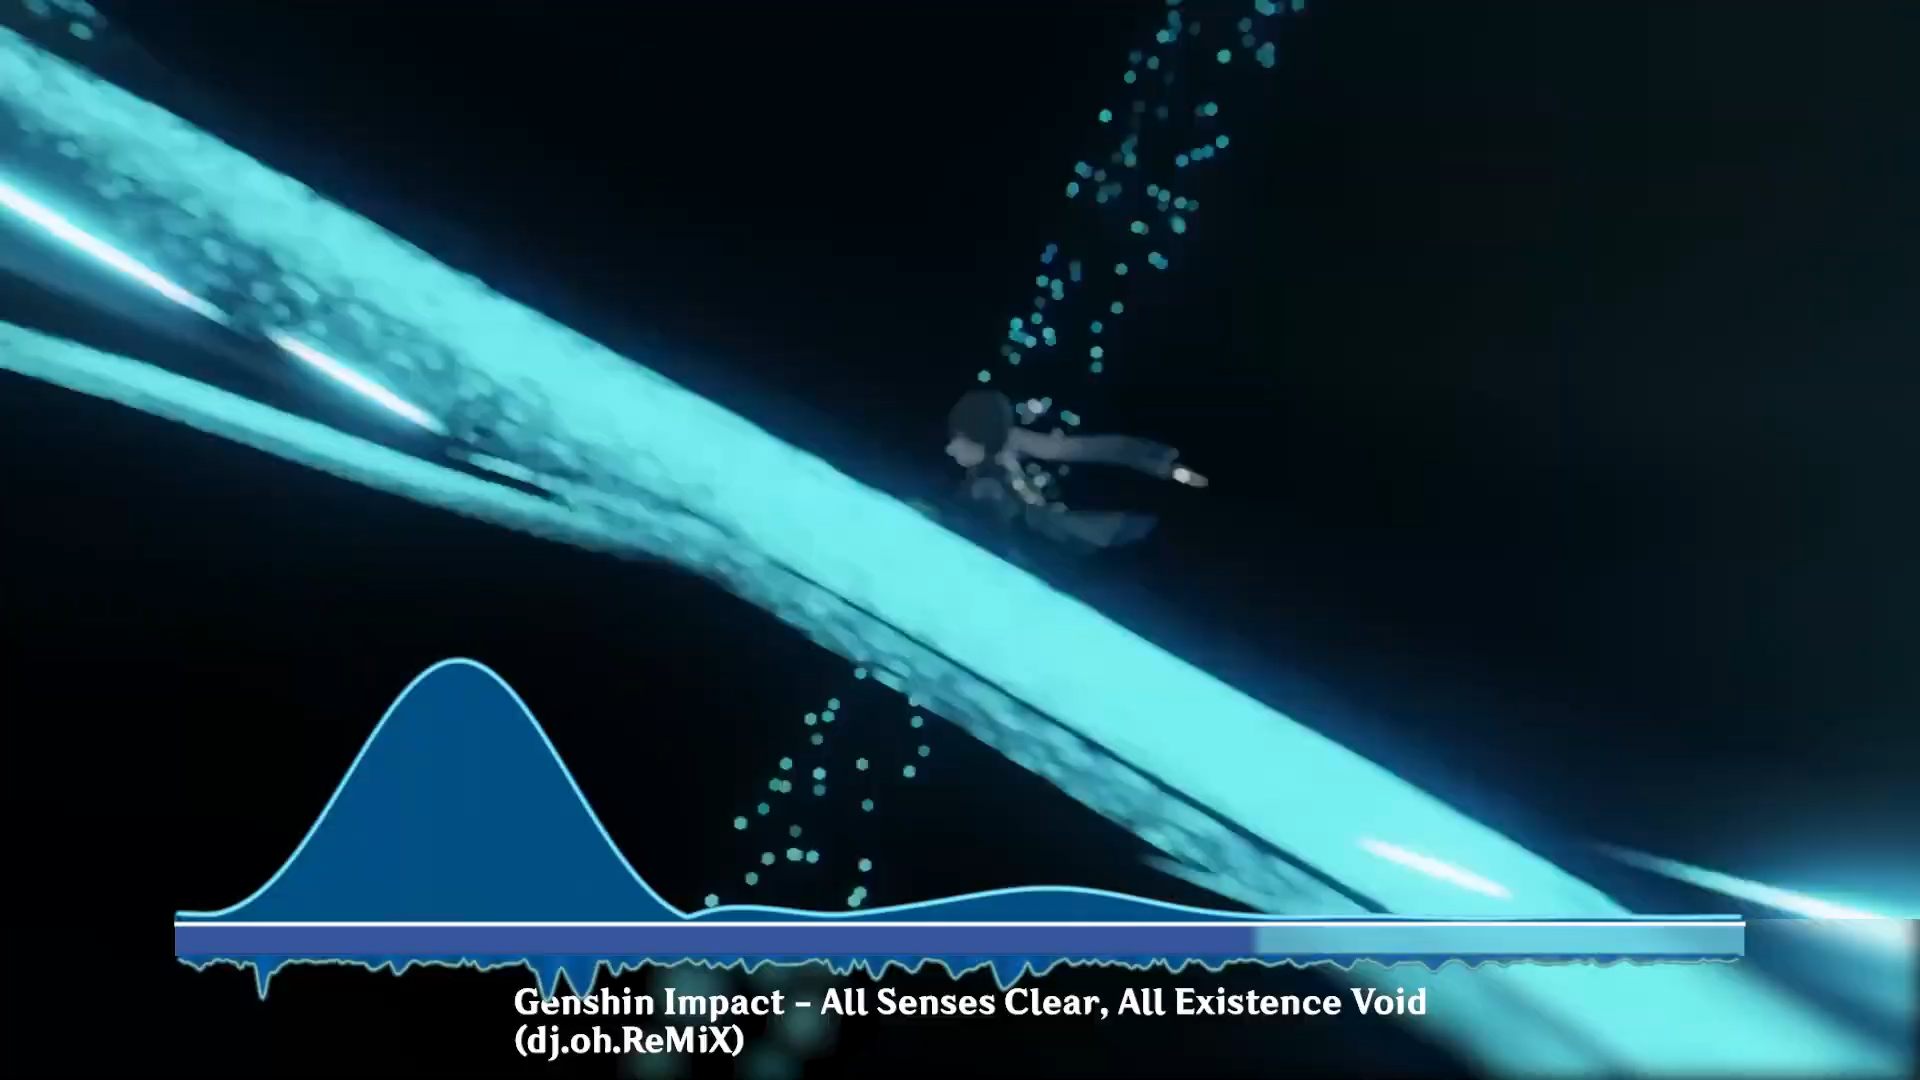 Genshin Impact – All Senses Clear, All Existence Void
(dj.oh.ReMiX)